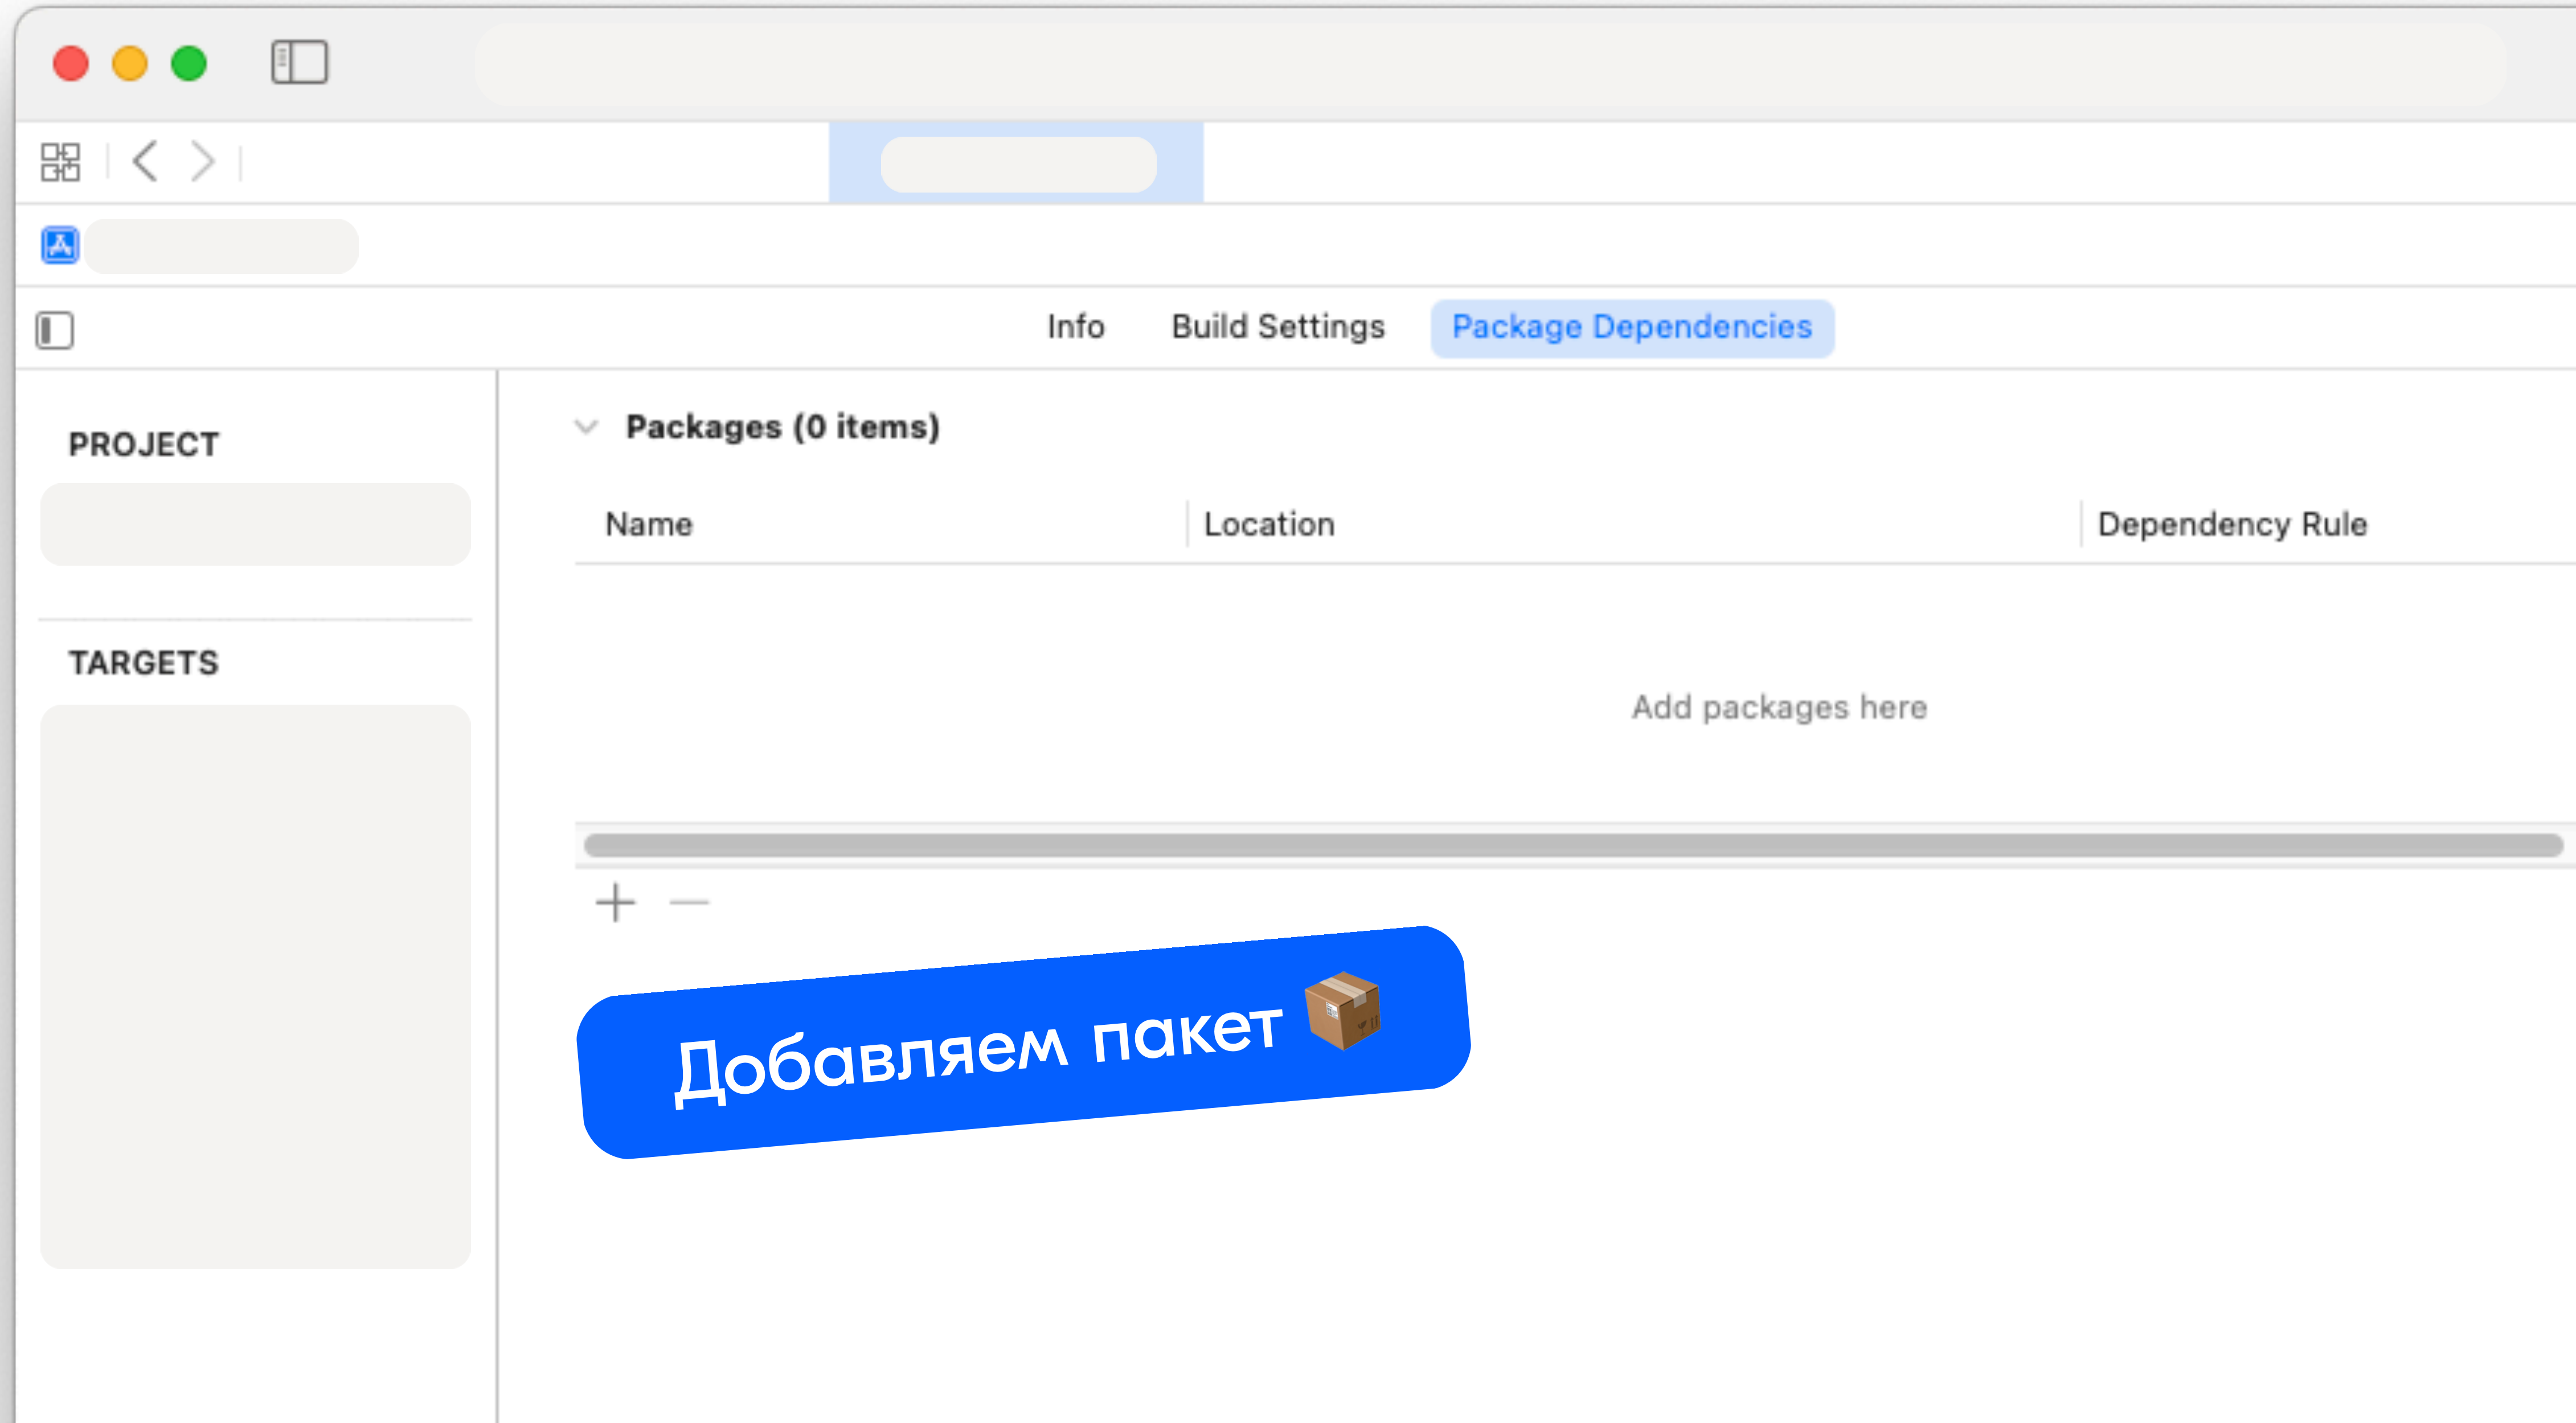 Info Build Settings Package Dependencies
PROJECT
TARGETS
Packages (0 items)
Name Location Dependency Rule
Add packages here
Добавляем пакет 📦